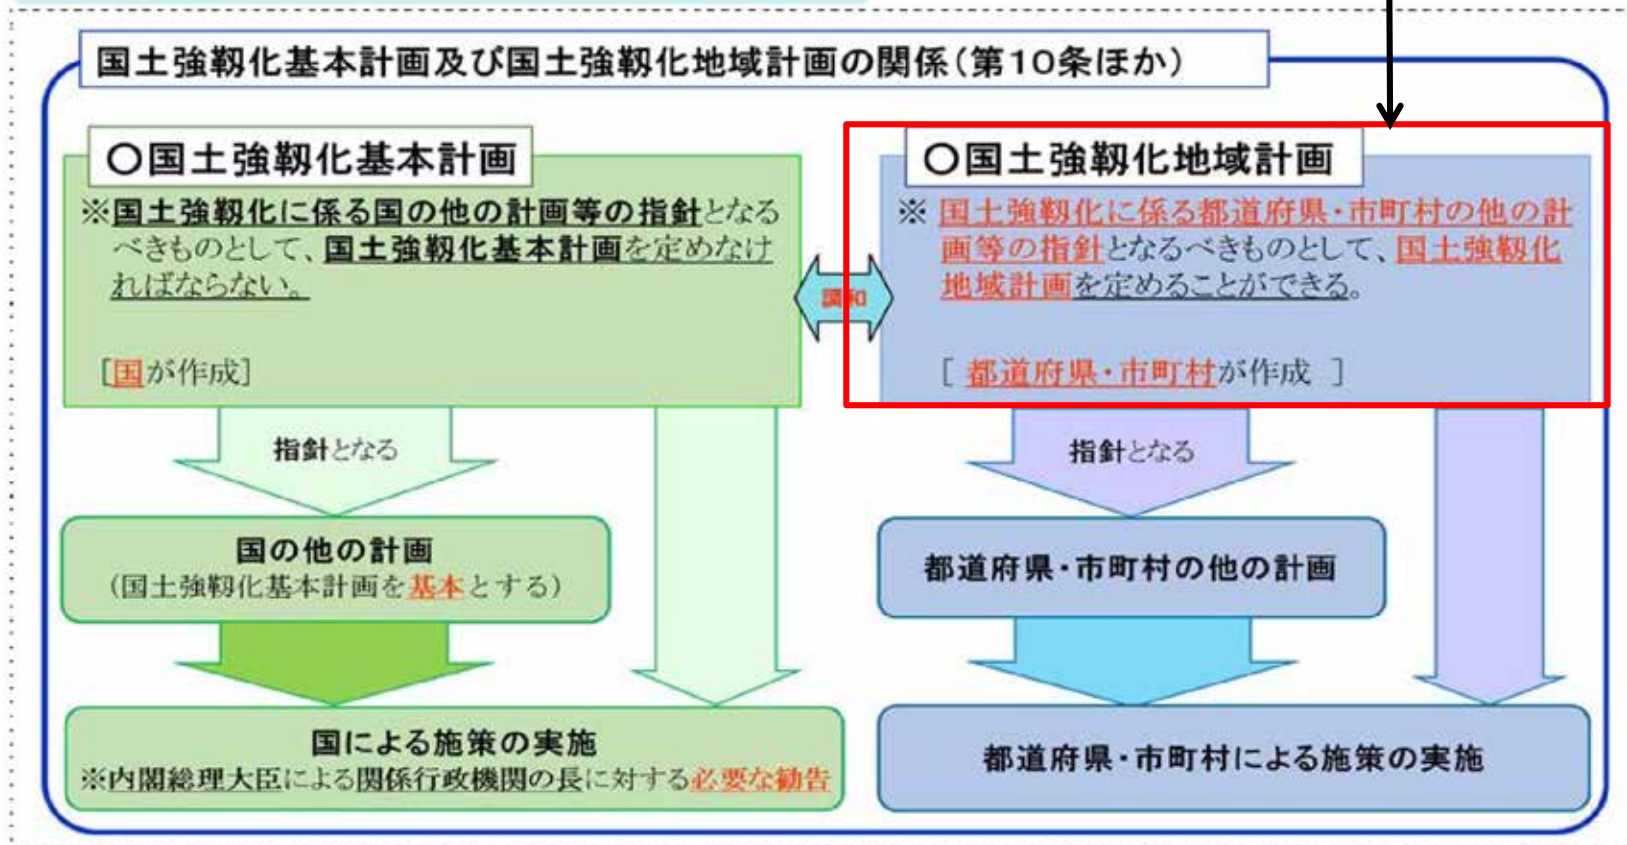 国土強靱化基本計画及び国土強靱化地域計画の関係（第１０条ほか）
○国土強靱化基本計画
※国土強靱化に係る国の他の計画等の指針となる
べきものとして、国土強靱化基本計画を定めなけ
ればならない。
［国が作成］
調和
○国土強靱化地域計画
※ 国土強靱化に係る都道府県・市町村の他の計
画等の指針となるべきものとして、国土強靱化
地域計画を定めることができる。
［ 都道府県・市町村が作成 ］
指針となる
指針となる
国の他の計画
（国土強靱化基本計画を基本とする）
都道府県・市町村の他の計画
国による施策の実施
※内閣総理大臣による関係行政機関の長に対する必要な勧告
都道府県・市町村による施策の実施